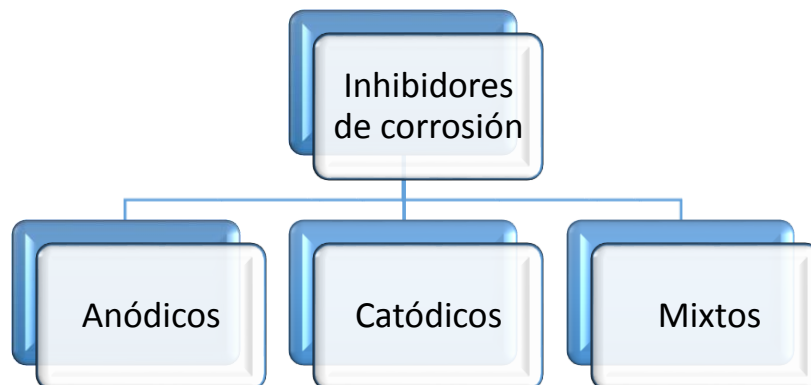 Inhibidores
de corrosión
Anódicos
Catódicos
Mixtos